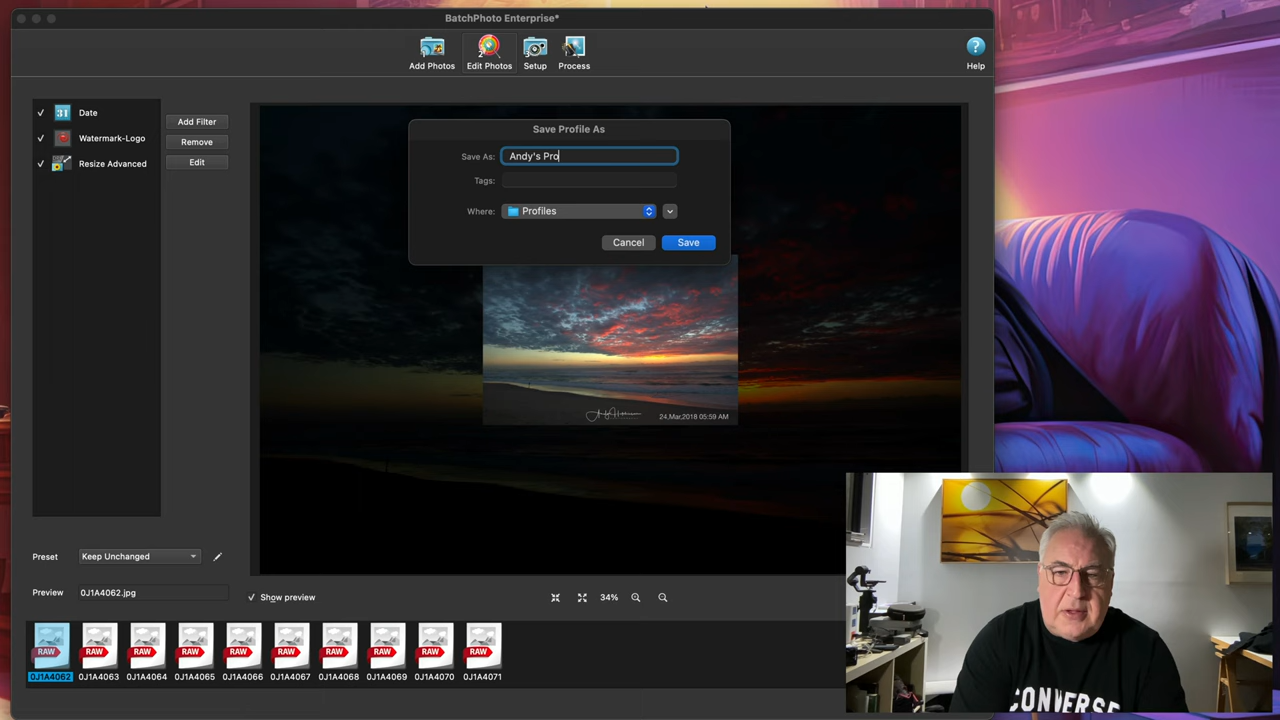 BatchPhoto Enterprise*
Add Photos
Edit Photos
Setup
Process
Help
31 Date
Watermark-Logo
Resize Advanced
Add Filter
Remove
Edit
Save Profile As
Save As: Andy's Pro
Tags:
Where: Profiles
Cancel
Save
24,Mar,2018 05:59 AM
Preset Keep Unchanged
Preview 0J1A4062.jpg
Show preview
34%
RAW RAW RAW RAW RAW RAW RAW RAW RAW RAW
0J1A4062 0J1A4063 0J1A4064 0J1A4065 0J1A4066 0J1A4067 0J1A4068 0J1A4069 0J1A4070 0J1A4071
CONVERSE